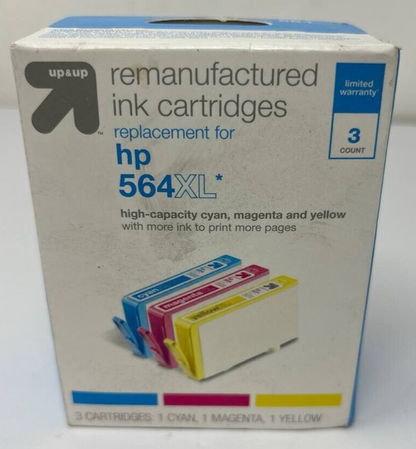 up&up
remanufactured
ink cartridges
replacement for
hp
564XL*
limited
warranty*
3
COUNT
high-capacity cyan, magenta and yellow
with more ink to print more pages
cyan
magenta
yellow
3 CARTRIDGES: 1 CYAN, 1 MAGENTA, 1 YELLOW